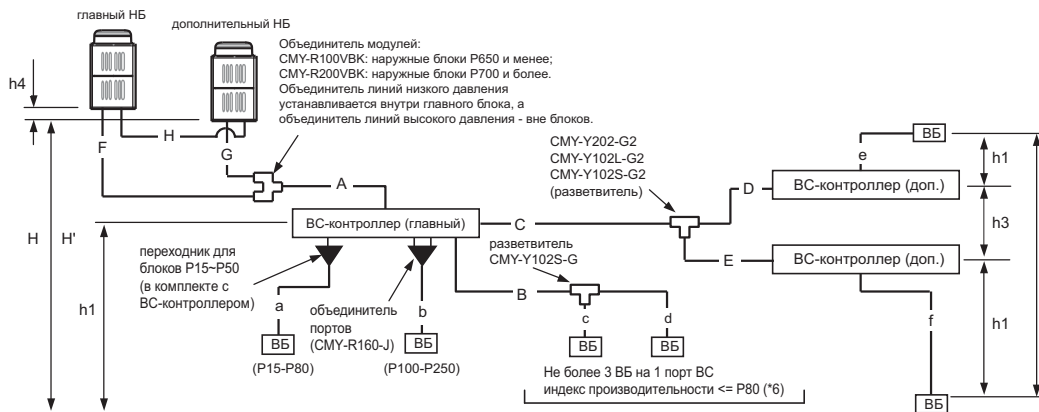 главный НБ
дополнительный НБ
Объединитель модулей:
CMY-R100VBK: наружные блоки P650 и менее;
CMY-R200VBK: наружные блоки P700 и более.
Объединитель линий низкого давления
устанавливается внутри главного блока, а
объединитель линий высокого давления - вне блоков.
h4
H
F
G
A
CMY-Y202-G2
CMY-Y102L-G2
CMY-Y102S-G2
(разветвитель)
ВБ
e
h1
D
ВС-контроллер (доп.)
ВС-контроллер (главный)
C
h3
H
H'
h1
переходник для
блоков P15~P50
(в комплекте с
ВС-контроллером)
разветвитель
CMY-Y102S-G
E
ВС-контроллер (доп.)
B
a
объединитель
портов
(CMY-R160-J)
b
c
d
f
h1
ВБ
(P15-P80)
ВБ
(P100-P250)
ВБ
ВБ
Не более 3 ВБ на 1 порт ВС
индекс производительности <= P80 (*6)
ВБ